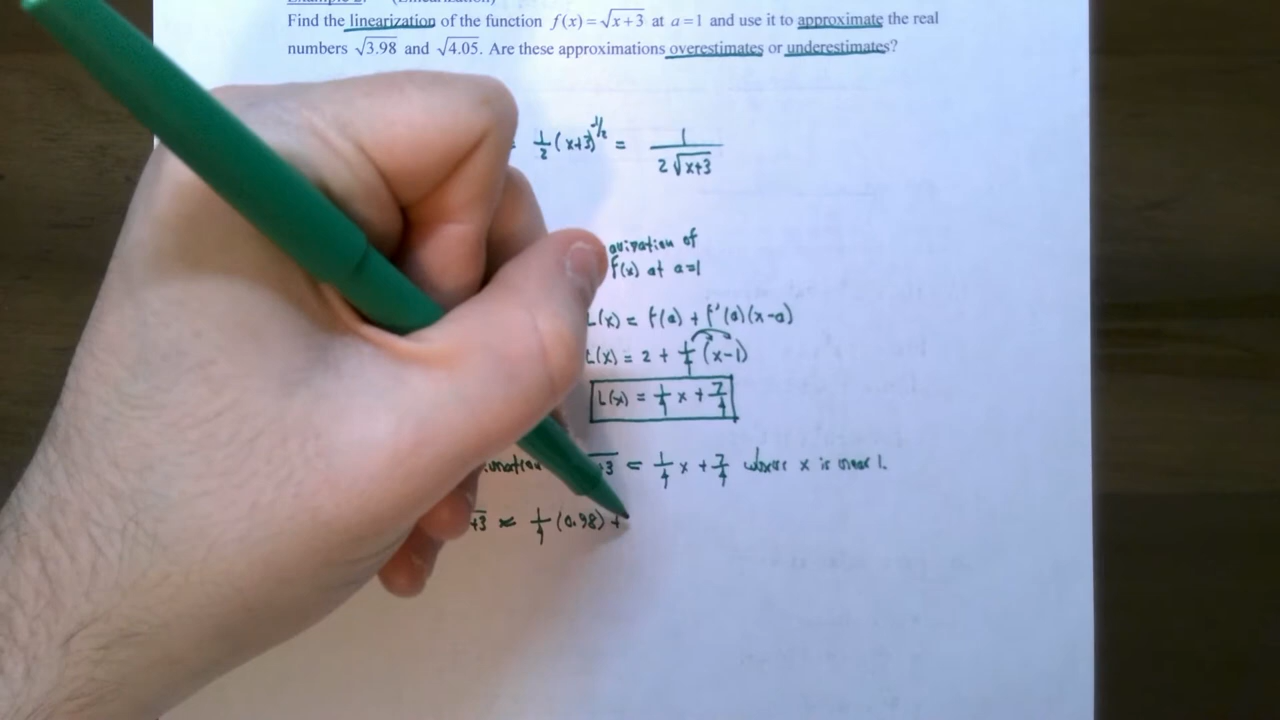 Find the linearization of the function f(x) = √x+3 at a = 1 and use it to approximate the real
numbers √3.98 and √4.05. Are these approximations overestimates or underestimates?
1/2 (x+3)^-1/2 = 1/(2√x+3)
of
f(x) at a=1
L(x) = f(a) + f'(a)(x-a)
L(x) = 2 + 1/4 (x-1)
L(x) = 1/4 x + 7/4
+3 = 1/4 x + 7/4 where x is near 1.
+3 ≈ 1/4 (0.98) +